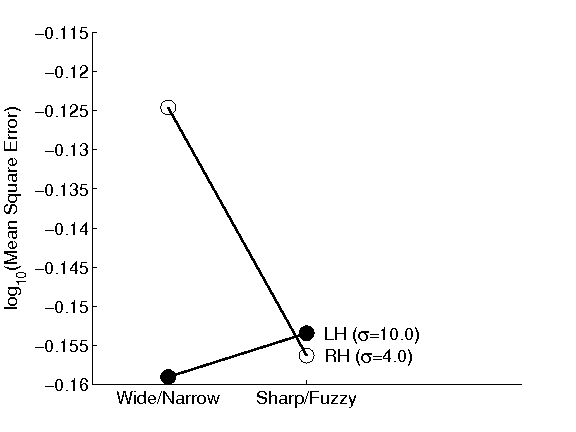 −0.115
−0.12
−0.125
−0.13
−0.135
−0.14
−0.145
−0.15
−0.155
−0.16
log10(Mean Square Error)
LH (σ=10.0)
RH (σ=4.0)
Wide/Narrow Sharp/Fuzzy